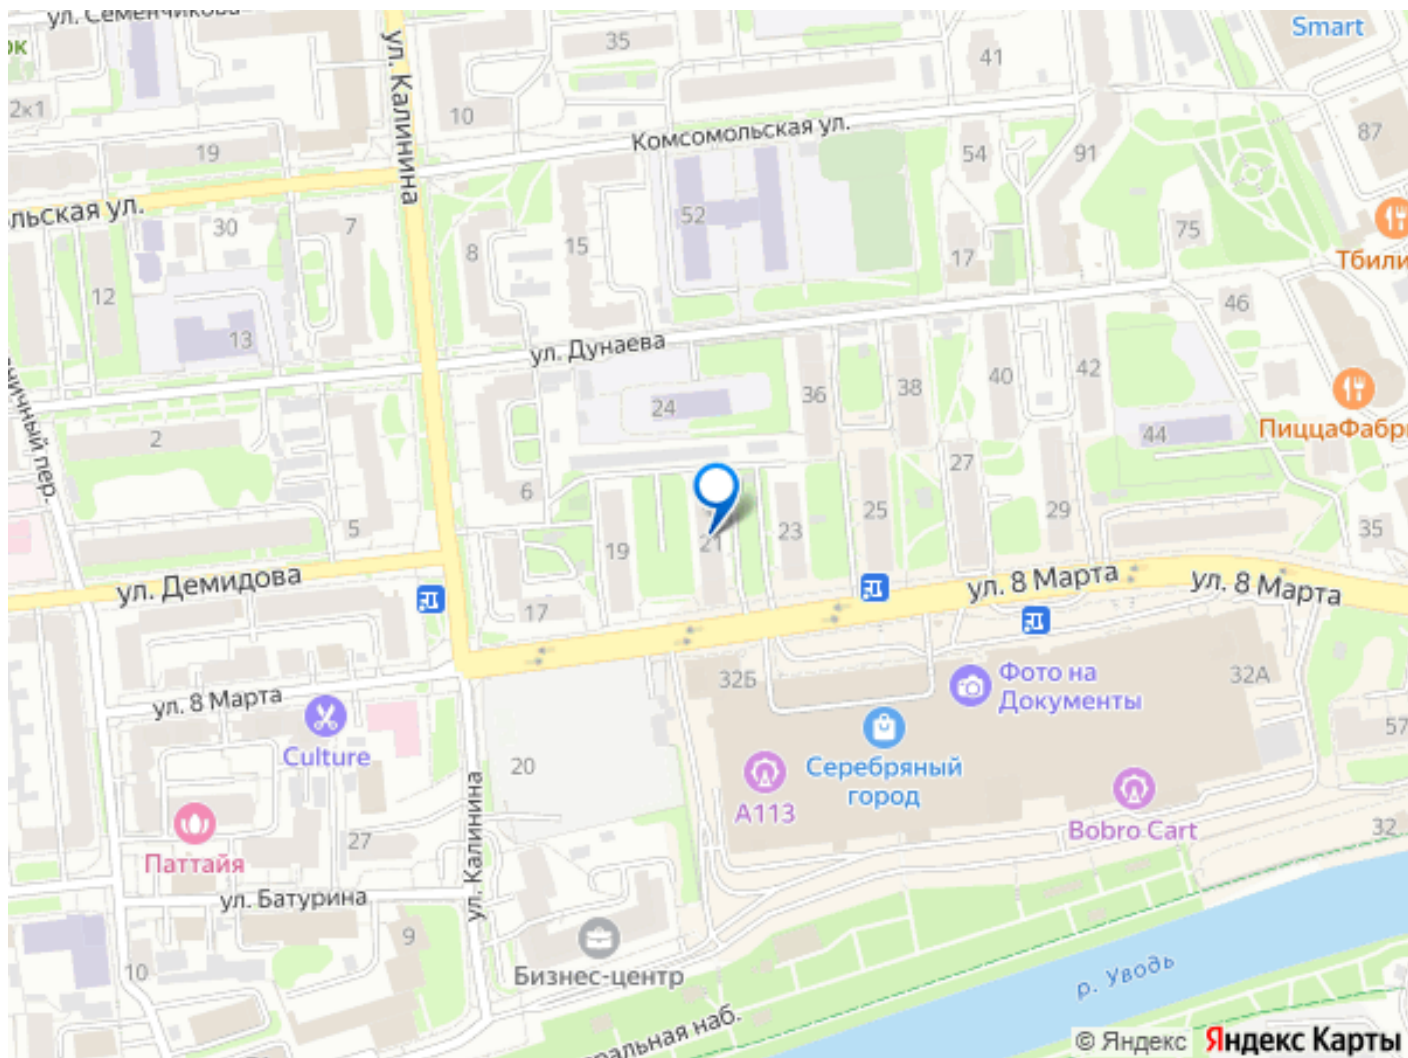 ул. Семенчикова
Smart
ул. Калинина
35
41
2к1
10
87
Комсомольская ул.
19
54
91
льская ул.
30
7
52
8
15
75
17
Тбили
12
46
13
ул. Дунаева
36
38
40
42
24
2
44
ПиццаФабр
ичный пер.
27
6
25
29
5
19
21
23
35
ул. Демидова
ул. 8 Марта
ул. 8 Марта
17
32Б
Фото на
Документы
32А
ул. 8 Марта
Culture
57
20
Серебряный
город
А113
Bobro Cart
32
27
Паттайя
ул. Калинина
ул. Батурина
9
10
Бизнес-центр
р. Уводь
ральная наб.
© Яндекс Яндекс Карты